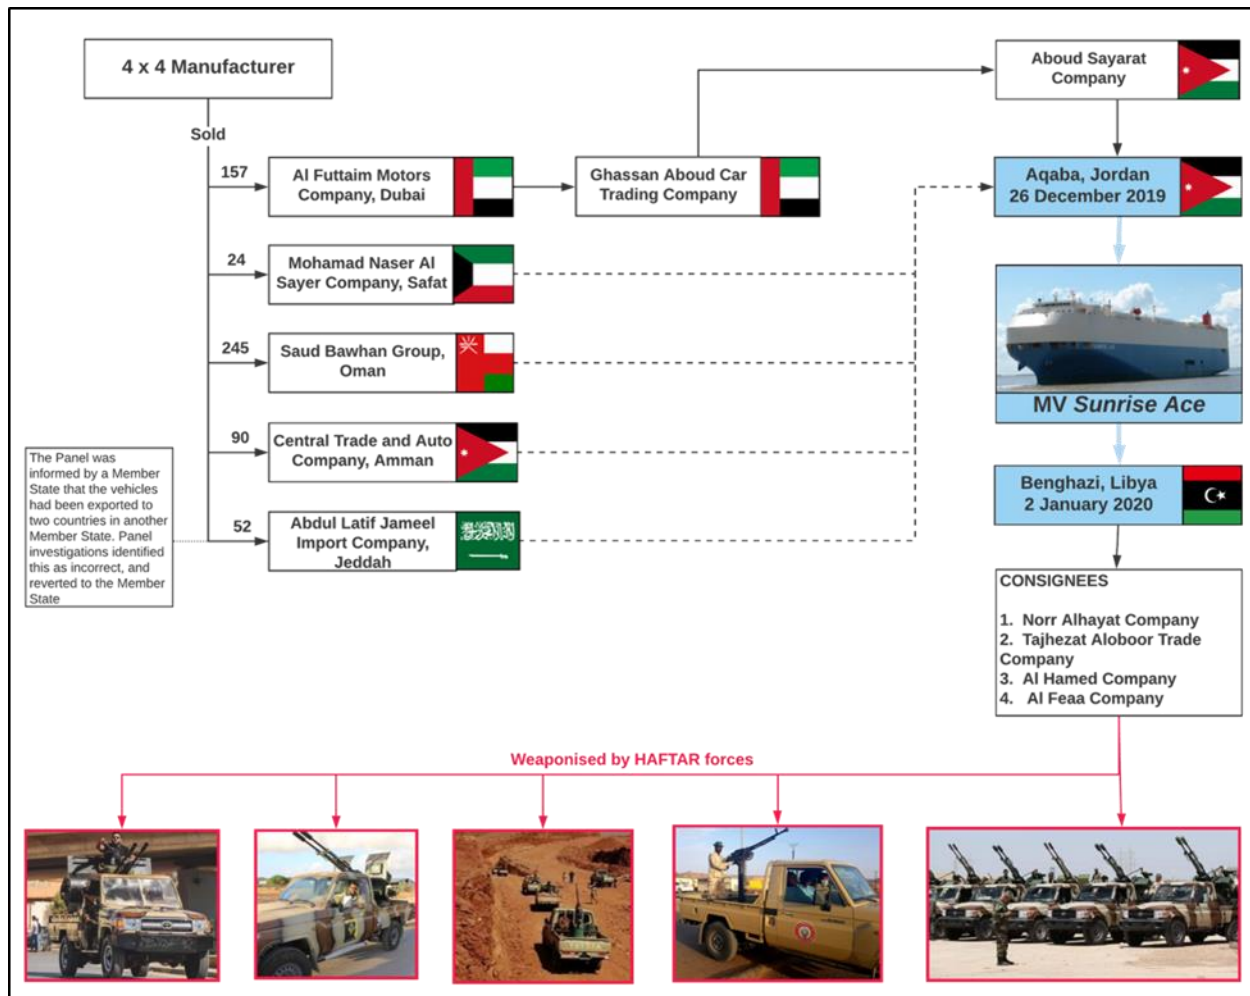 4 x 4 Manufacturer
Sold
157
Al Futtaim Motors
Company, Dubai
Ghassan Aboud Car
Trading Company
Aboud Sayarat
Company
Aqaba, Jordan
26 December 2019
24
Mohamad Naser Al
Sayer Company, Safat
245
Saud Bawhan Group,
Oman
MV Sunrise Ace
90
Central Trade and Auto
Company, Amman
The Panel was
informed by a Member
State that the vehicles
had been exported to
two countries in another
Member State. Panel
investigations identified
this as incorrect, and
reverted to the Member
State
52
Abdul Latif Jameel
Import Company,
Jeddah
Benghazi, Libya
2 January 2020
CONSIGNEES
1. Norr Alhayat Company
2. Tajhezat Aloboor Trade
Company
3. Al Hamed Company
4. Al Feaa Company
Weaponised by HAFTAR forces